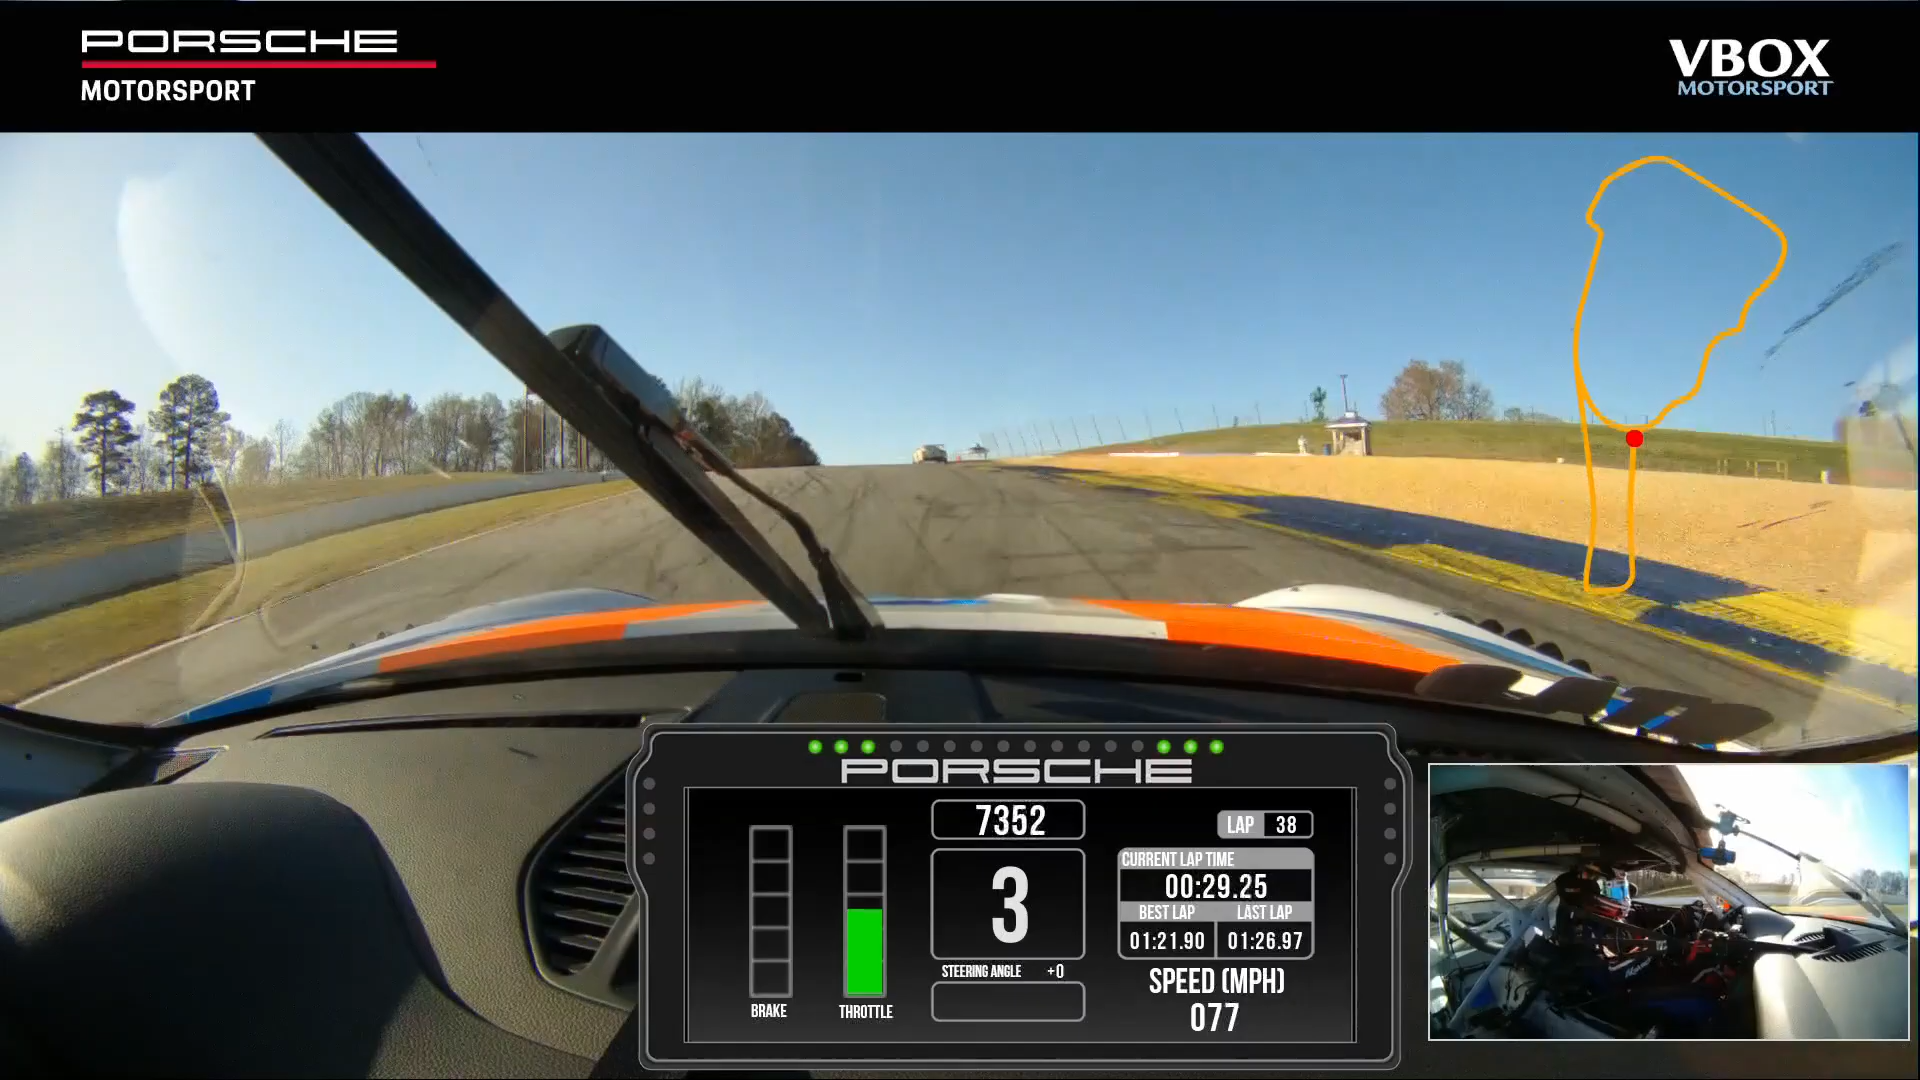 PORSCHE
MOTORSPORT
VBOX
MOTORSPORT
PORSCHE
7352
LAP 38
3
CURRENT LAP TIME
00:29.25
BEST LAP LAST LAP
01:21.90 01:26.97
STEERING ANGLE +0
SPEED (MPH)
077
BRAKE THROTTLE